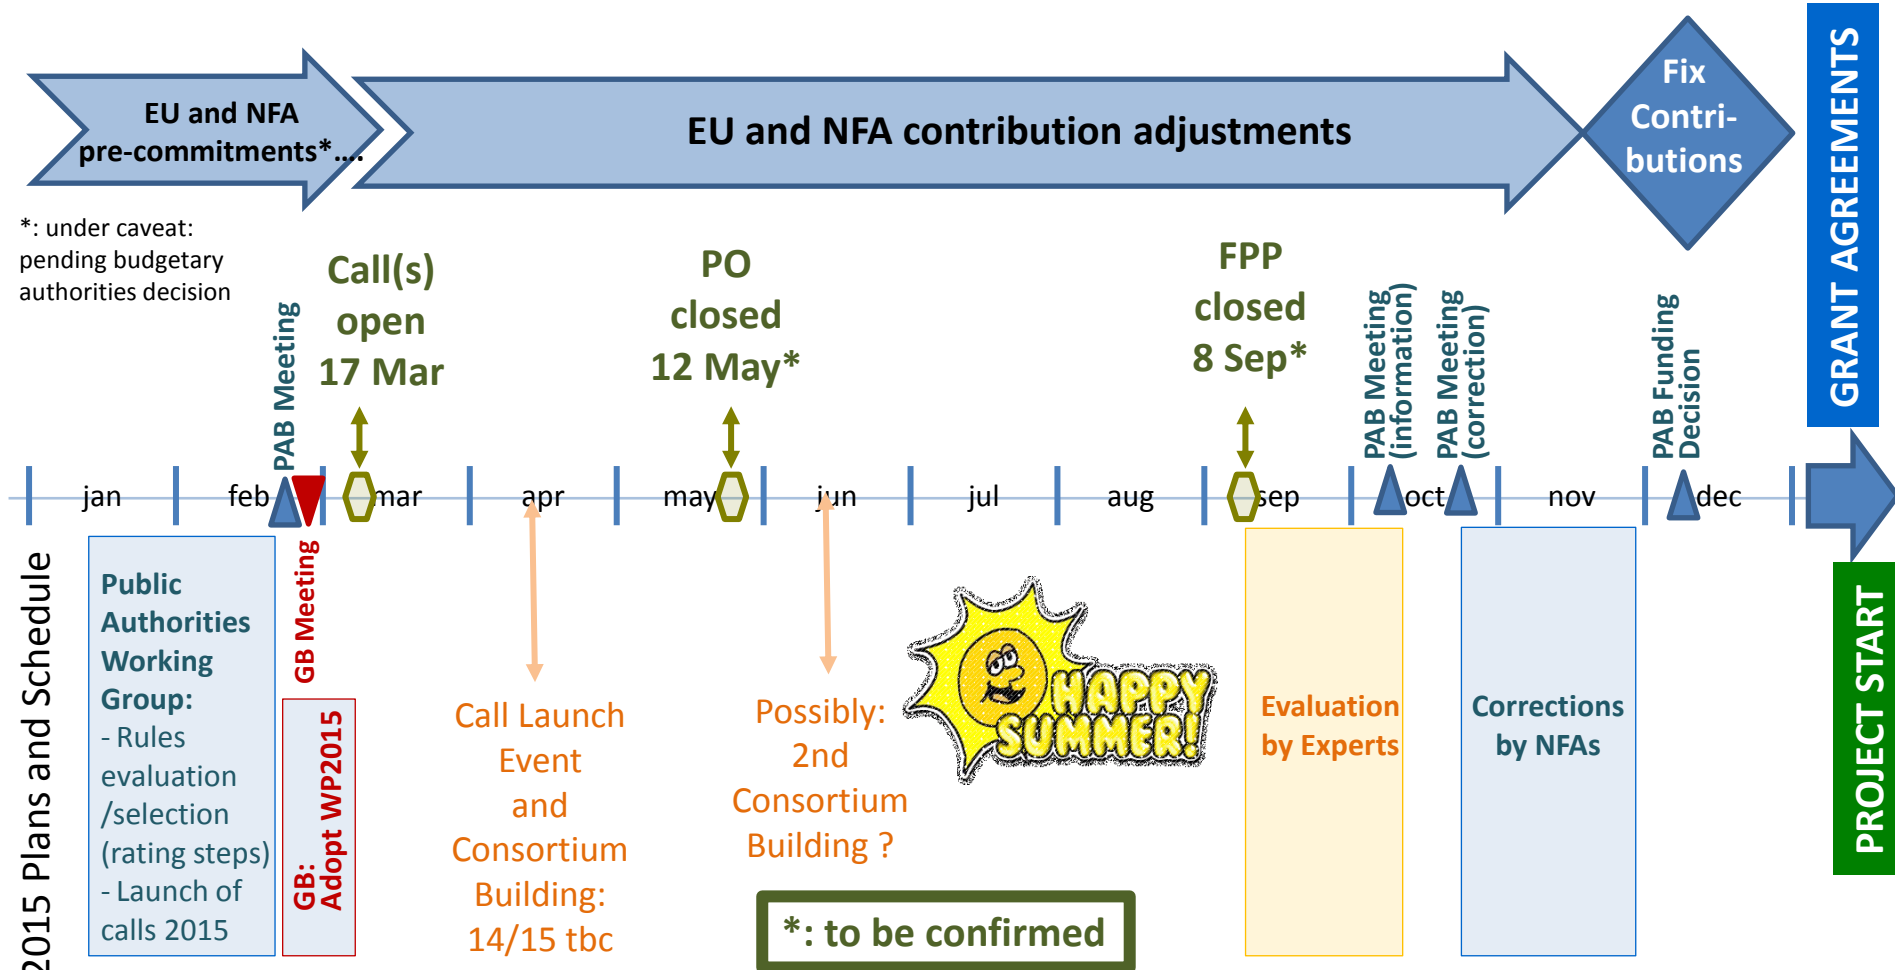 EU and NFA
pre-commitments*....
EU and NFA contribution adjustments
Fix
Contri-
butions
GRANT AGREEMENTS
*: under caveat:
pending budgetary
authorities decision
PAB Meeting
Call(s)
open
17 Mar
PO
closed
12 May*
FPP
closed
8 Sep*
PAB Meeting
(information)
PAB Meeting
(correction)
PAB Funding
Decision
jan
feb
mar
apr
may
jun
jul
aug
sep
oct
nov
dec
2015 Plans and Schedule
Public
Authorities
Working
Group:
- Rules
evaluation
/selection
(rating steps)
- Launch of
calls 2015
GB Meeting
GB:
Adopt WP2015
Call Launch
Event
and
Consortium
Building:
14/15 tbc
Possibly:
2nd
Consortium
Building ?
HAPPY
SUMMER!
Evaluation
by Experts
Corrections
by NFAs
PROJECT START
*: to be confirmed